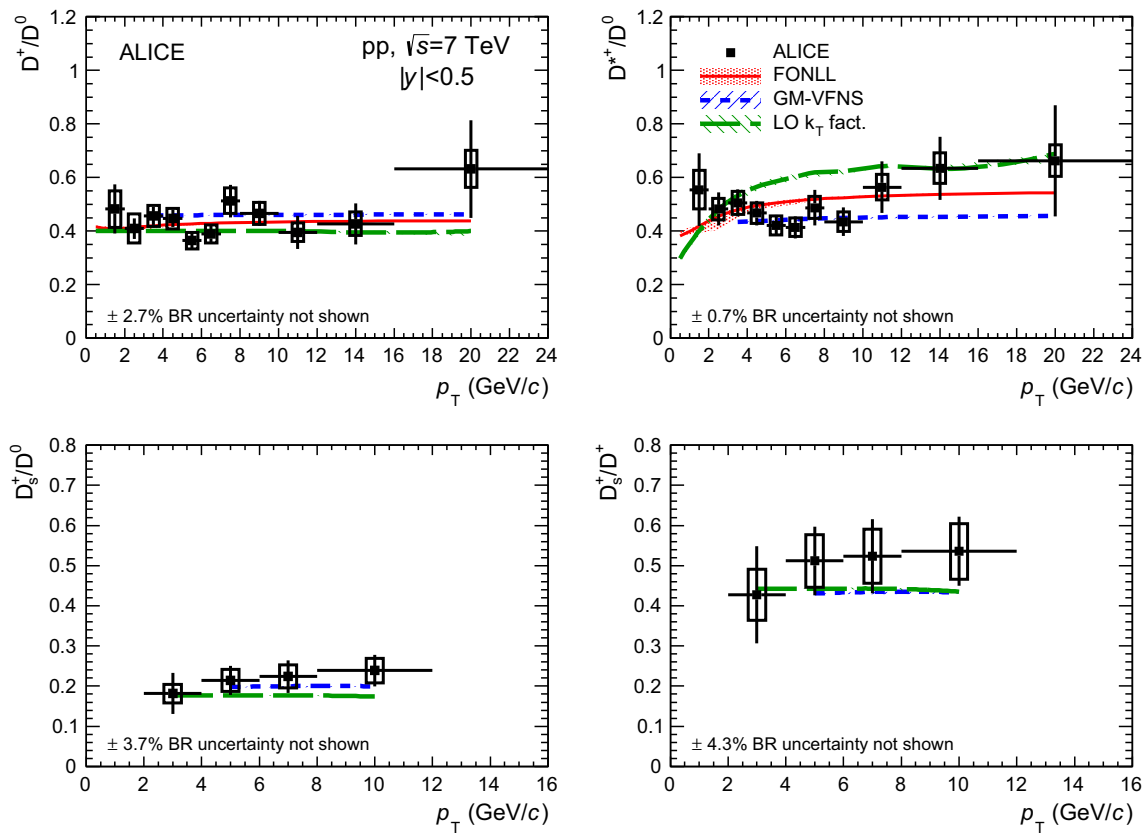 D⁺/D⁰
1.2
1
0.8
0.6
0.4
0.2
0
ALICE
pp, √s=7 TeV
|y|<0.5
± 2.7% BR uncertainty not shown
0 2 4 6 8 10 12 14 16 18 20 22 24
p_T (GeV/c)
D*⁺/D⁰
1.2
1
0.8
0.6
0.4
0.2
0
ALICE
FONLL
GM-VFNS
LO k_T fact.
± 0.7% BR uncertainty not shown
0 2 4 6 8 10 12 14 16 18 20 22 24
p_T (GeV/c)
D_s⁺/D⁰
0.8
0.7
0.6
0.5
0.4
0.3
0.2
0.1
0
± 3.7% BR uncertainty not shown
0 2 4 6 8 10 12 14 16
p_T (GeV/c)
D_s⁺/D⁺
0.8
0.7
0.6
0.5
0.4
0.3
0.2
0.1
0
± 4.3% BR uncertainty not shown
0 2 4 6 8 10 12 14 16
p_T (GeV/c)